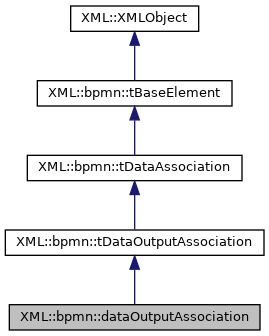 XML::XMLObject
XML::bpmn::tBaseElement
XML::bpmn::tDataAssociation
XML::bpmn::tDataOutputAssociation
XML::bpmn::dataOutputAssociation